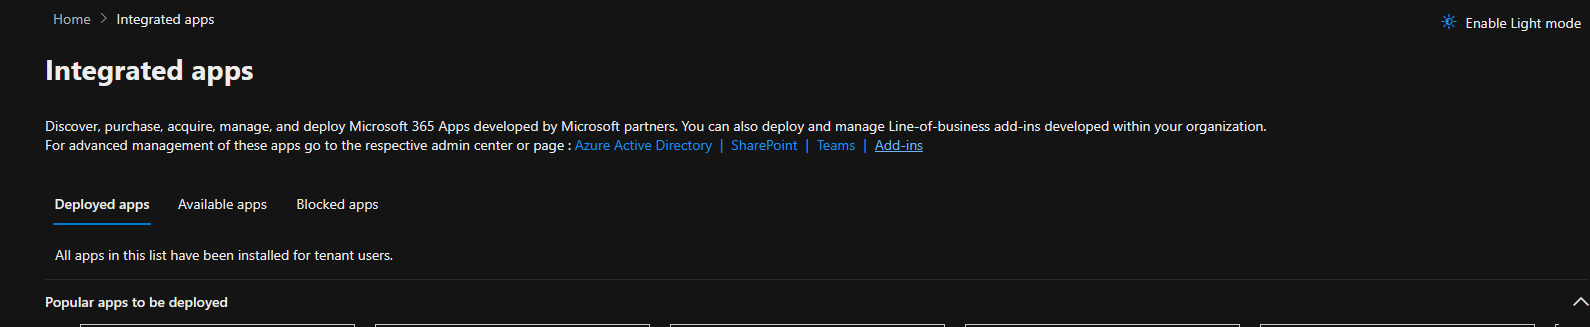 Home > Integrated apps
Enable Light mode
Integrated apps
Discover, purchase, acquire, manage, and deploy Microsoft 365 Apps developed by Microsoft partners. You can also deploy and manage Line-of-business add-ins developed within your organization.
For advanced management of these apps go to the respective admin center or page : Azure Active Directory | SharePoint | Teams | Add-ins
Deployed apps Available apps Blocked apps
All apps in this list have been installed for tenant users.
Popular apps to be deployed